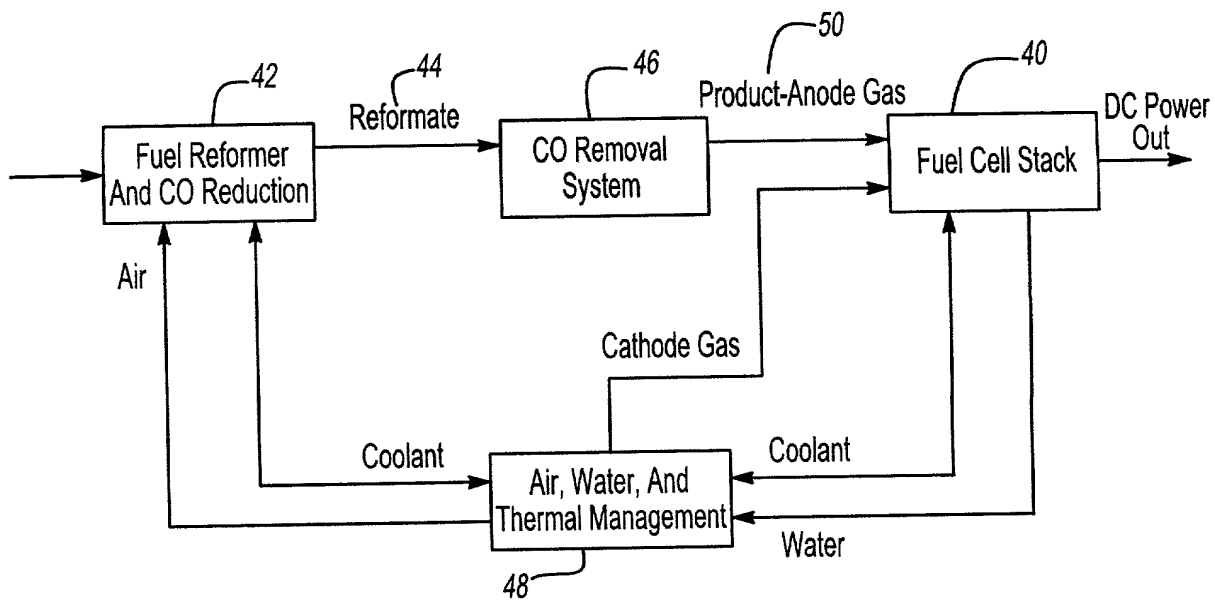 42
44
46
50
40
Reformate
Product-Anode Gas
DC Power
Out
Fuel Reformer
And CO Reduction
CO Removal
System
Fuel Cell Stack
Air
Cathode Gas
Coolant
Coolant
Air, Water, And
Thermal Management
Water
48